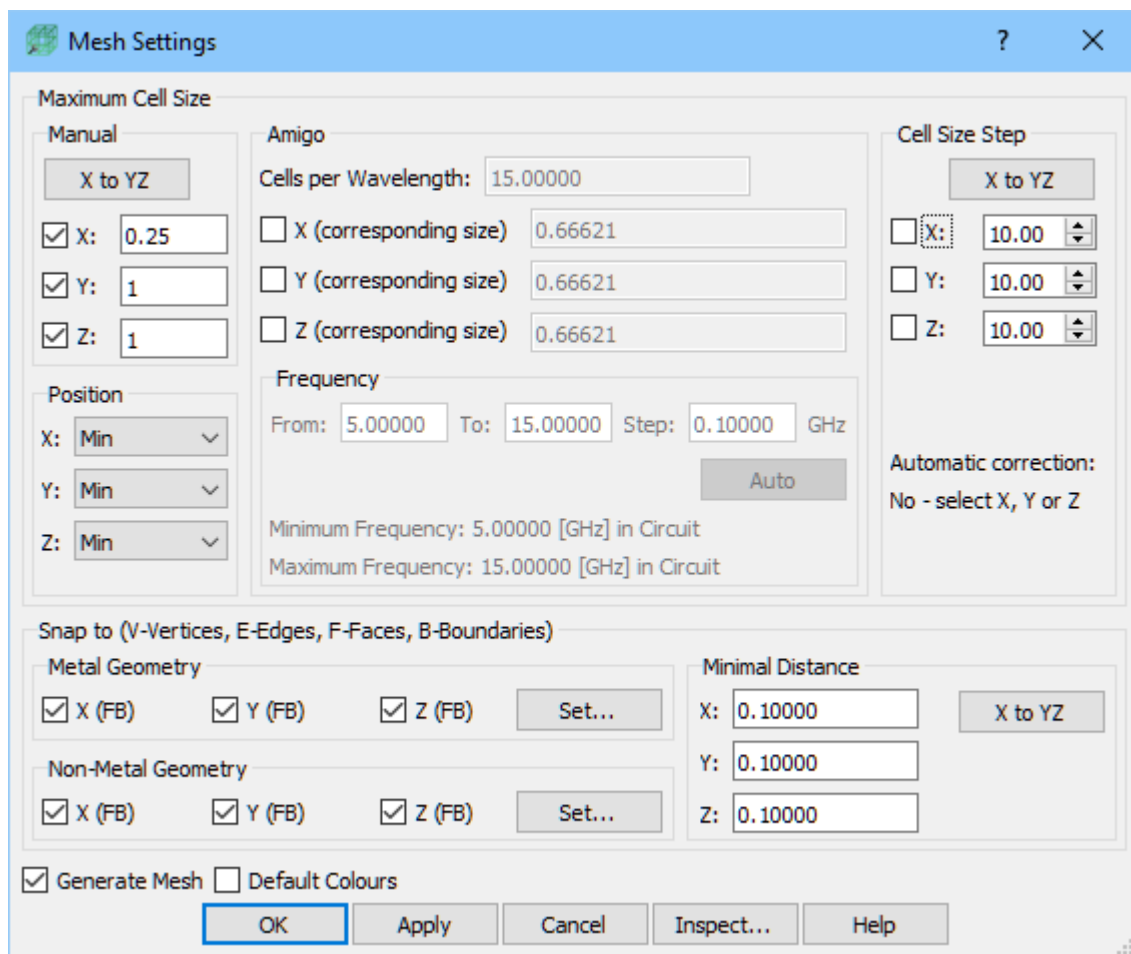 Mesh Settings
?
Maximum Cell Size
Manual
X to YZ
X: 0.25
Y: 1
Z: 1
Position
X: Min
Y: Min
Z: Min
Amigo
Cells per Wavelength: 15.00000
X (corresponding size) 0.66621
Y (corresponding size) 0.66621
Z (corresponding size) 0.66621
Frequency
From: 5.00000 To: 15.00000 Step: 0.10000 GHz
Auto
Minimum Frequency: 5.00000 [GHz] in Circuit
Maximum Frequency: 15.00000 [GHz] in Circuit
Cell Size Step
X to YZ
X: 10.00
Y: 10.00
Z: 10.00
Automatic correction:
No - select X, Y or Z
Snap to (V-Vertices, E-Edges, F-Faces, B-Boundaries)
Metal Geometry
X (FB) Y (FB) Z (FB) Set...
Non-Metal Geometry
X (FB) Y (FB) Z (FB) Set...
Minimal Distance
X: 0.10000 X to YZ
Y: 0.10000
Z: 0.10000
Generate Mesh Default Colours
OK Apply Cancel Inspect... Help